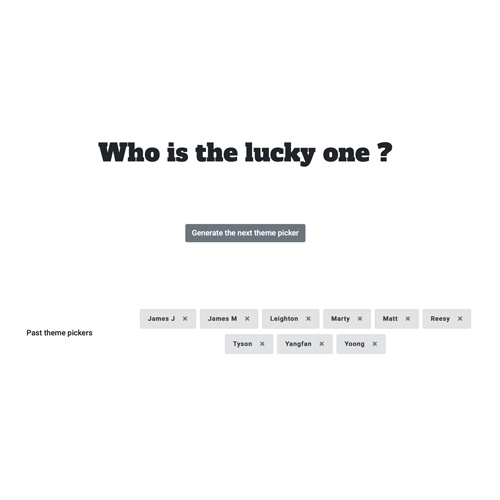 Who is the lucky one ?
Generate the next theme picker
Past theme pickers
James J × James M × Leighton × Marty × Matt × Reesy ×
Tyson × Yangfan × Yoong ×